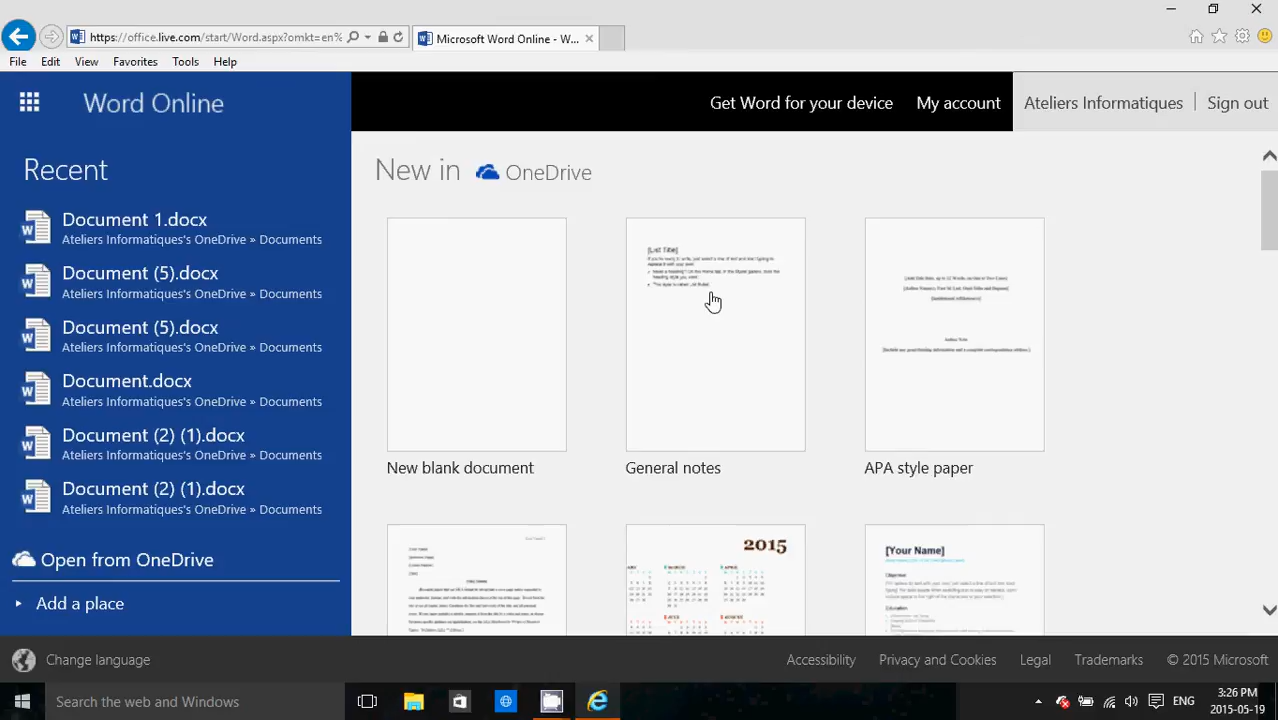 https://office.live.com/start/Word.aspx?omkt=en%
Microsoft Word Online - W...
File Edit View Favorites Tools Help
Word Online
Get Word for your device My account Ateliers Informatiques Sign out
Recent
New in OneDrive
Document 1.docx
Ateliers Informatiques's OneDrive » Documents
Document (5).docx
Ateliers Informatiques's OneDrive » Documents
Document (5).docx
Ateliers Informatiques's OneDrive » Documents
Document.docx
Ateliers Informatiques's OneDrive » Documents
Document (2) (1).docx
Ateliers Informatiques's OneDrive » Documents
Document (2) (1).docx
Ateliers Informatiques's OneDrive » Documents
Open from OneDrive
Add a place
[List Title]
New blank document General notes APA style paper
2015
MARCH APRIL
AUGUST
[Your Name]
Change language
Accessibility Privacy and Cookies Legal Trademarks © 2015 Microsoft
Search the web and Windows
ENG
3:26 PM
2015-05-19